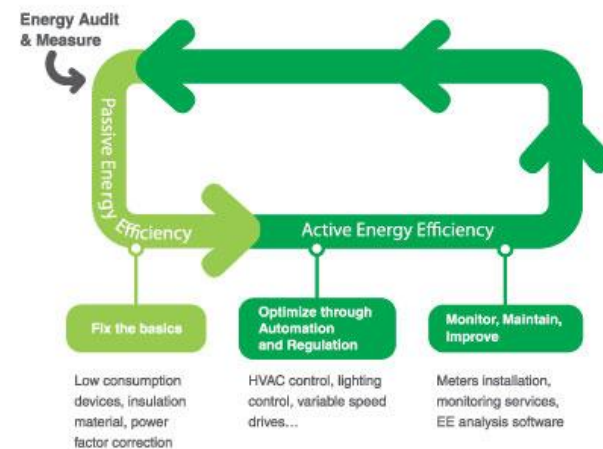 Energy Audit
& Measure
Passive Energy
Efficiency
Active Energy Efficiency
Fix the basics
Low consumption
devices, insulation
material, power
factor correction
Optimize through
Automation
and Regulation
HVAC control, lighting
control, variable speed
drives...
Monitor, Maintain,
Improve
Meters installation,
monitoring services,
EE analysis software